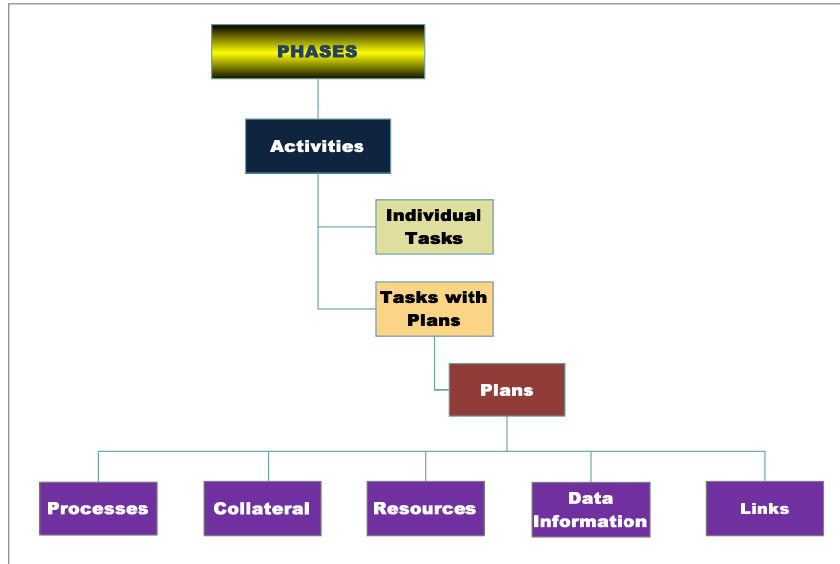 PHASES
Activities
Individual
Tasks
Tasks with
Plans
Plans
Processes
Collateral
Resources
Data
Information
Links